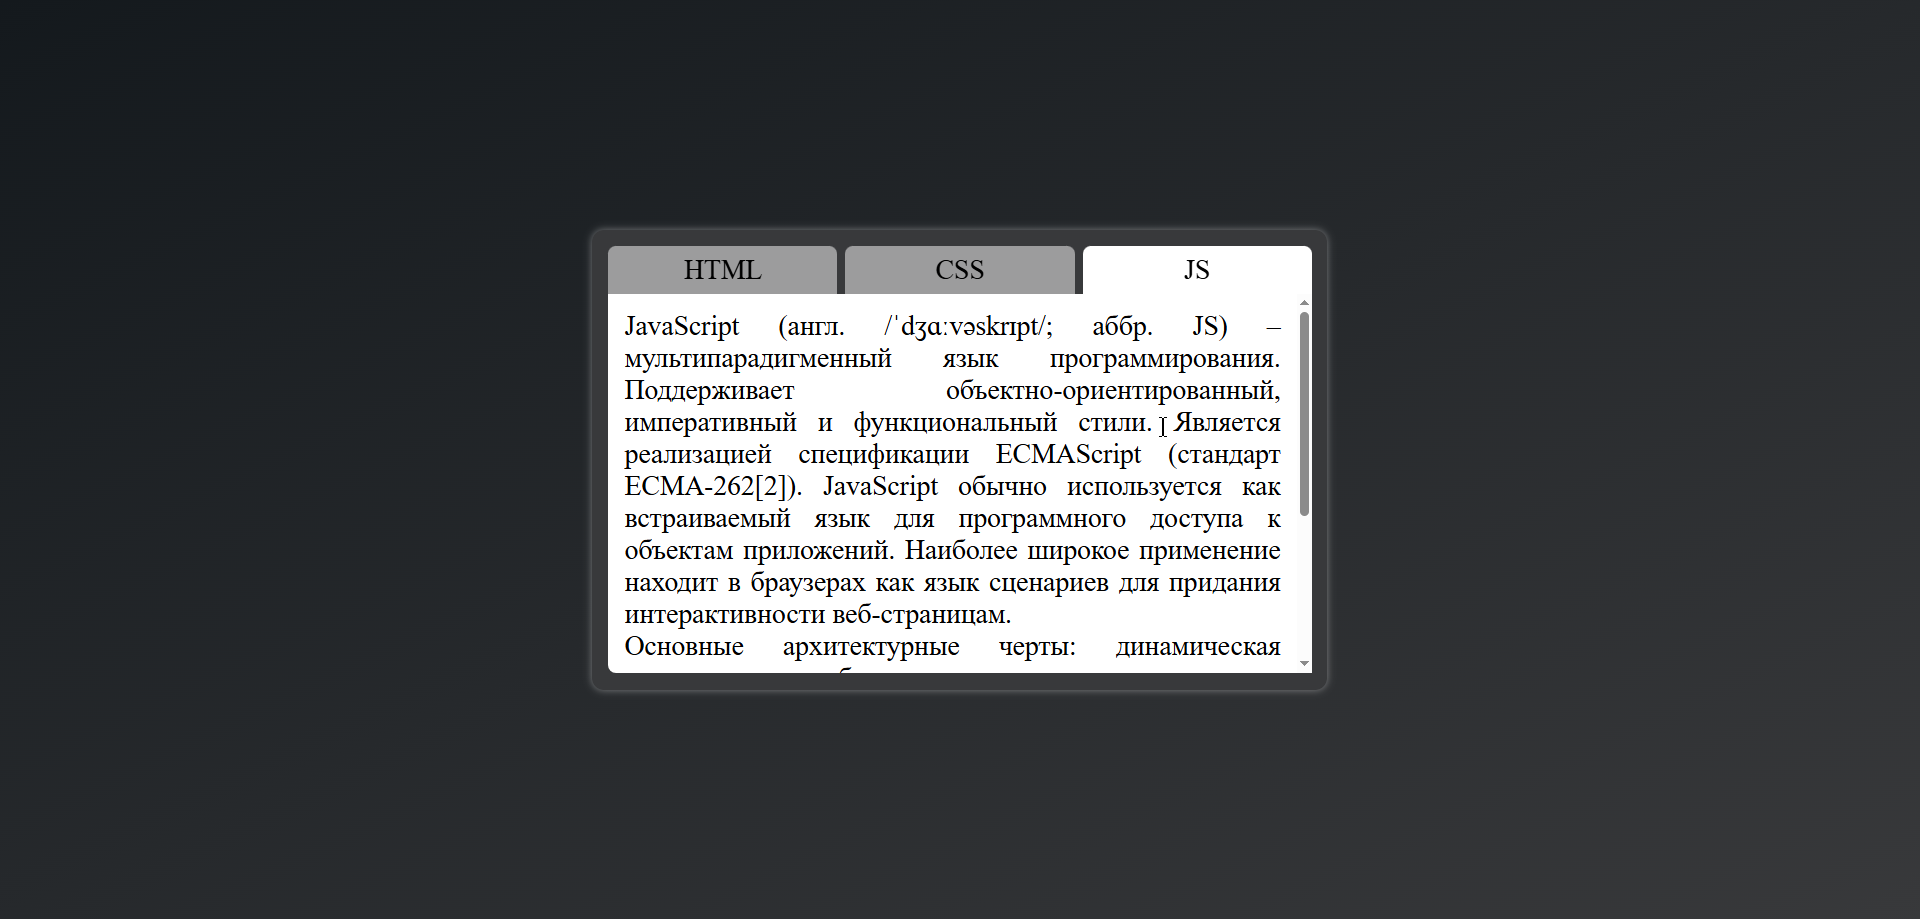 HTML CSS JS
JavaScript (англ. /ˈdʒɑːvəskrɪpt/; аббр. JS) –
мультипарадигменный язык программирования.
Поддерживает объектно-ориентированный,
императивный и функциональный стили. Является
реализацией спецификации ECMAScript (стандарт
ECMA-262[2]). JavaScript обычно используется как
встраиваемый язык для программного доступа к
объектам приложений. Наиболее широкое применение
находит в браузерах как язык сценариев для придания
интерактивности веб-страницам.
Основные архитектурные черты: динамическая